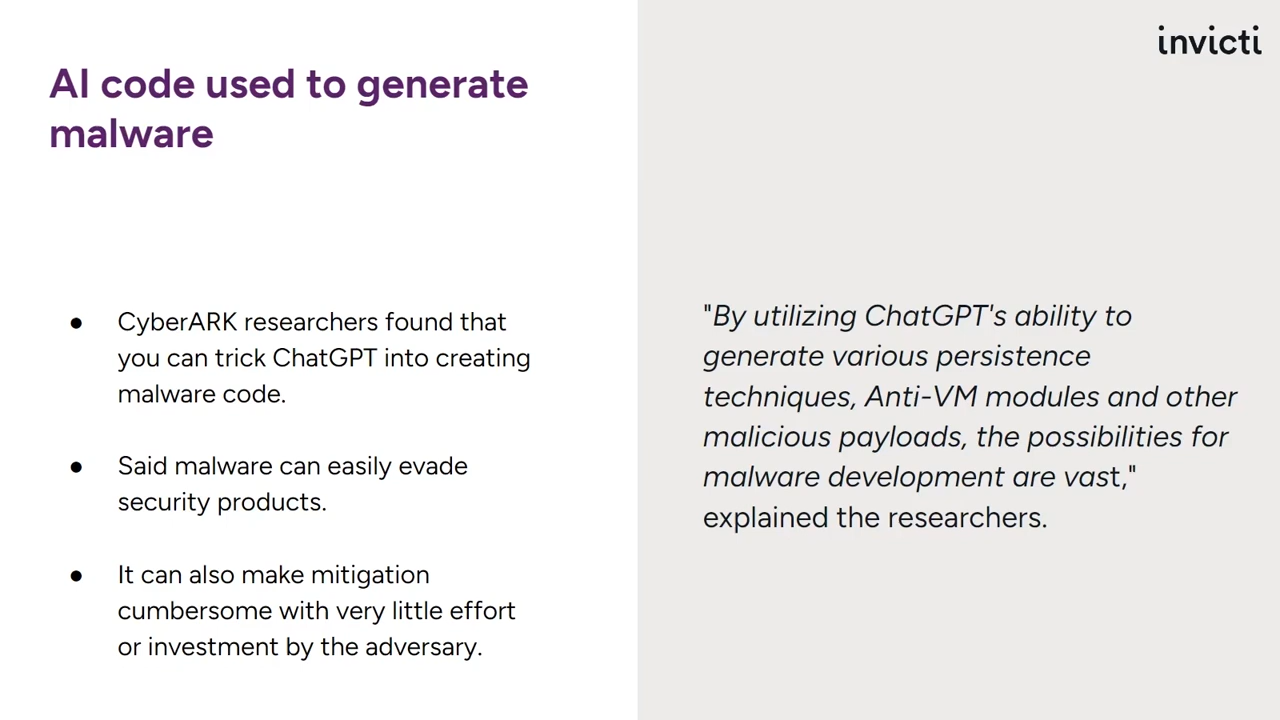 invicti
AI code used to generate
malware
● CyberARK researchers found that
you can trick ChatGPT into creating
malware code.
● Said malware can easily evade
security products.
● It can also make mitigation
cumbersome with very little effort
or investment by the adversary.
"By utilizing ChatGPT's ability to
generate various persistence
techniques, Anti-VM modules and other
malicious payloads, the possibilities for
malware development are vast,"
explained the researchers.